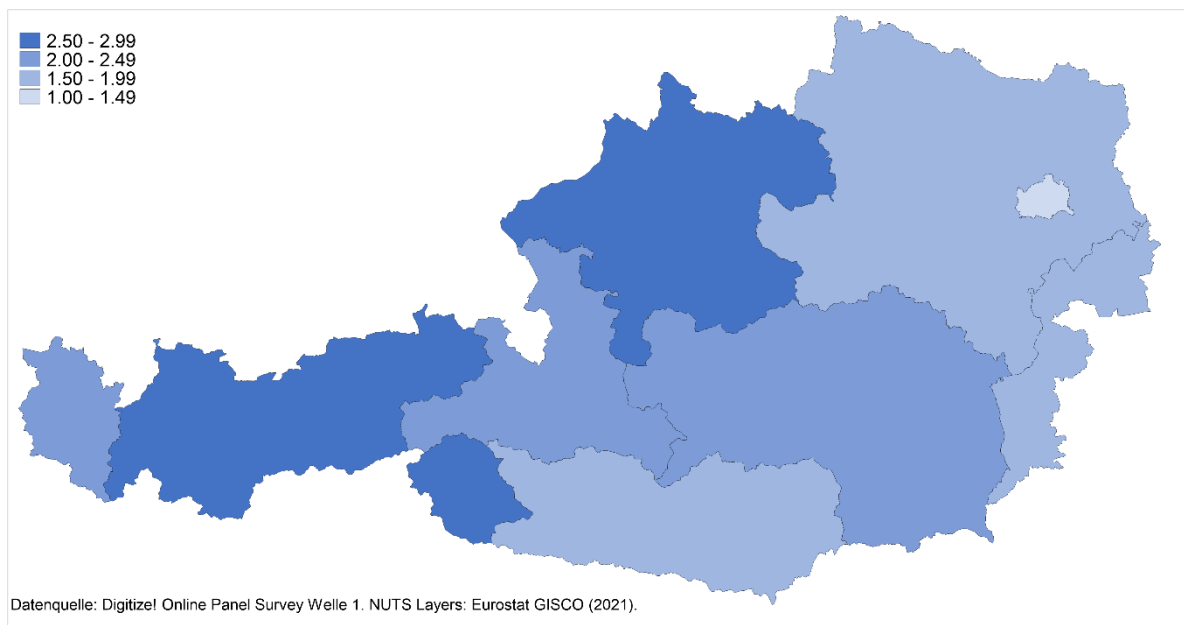 2.50 - 2.99
2.00 - 2.49
1.50 - 1.99
1.00 - 1.49
Datenquelle: Digitize! Online Panel Survey Welle 1. NUTS Layers: Eurostat GISCO (2021).